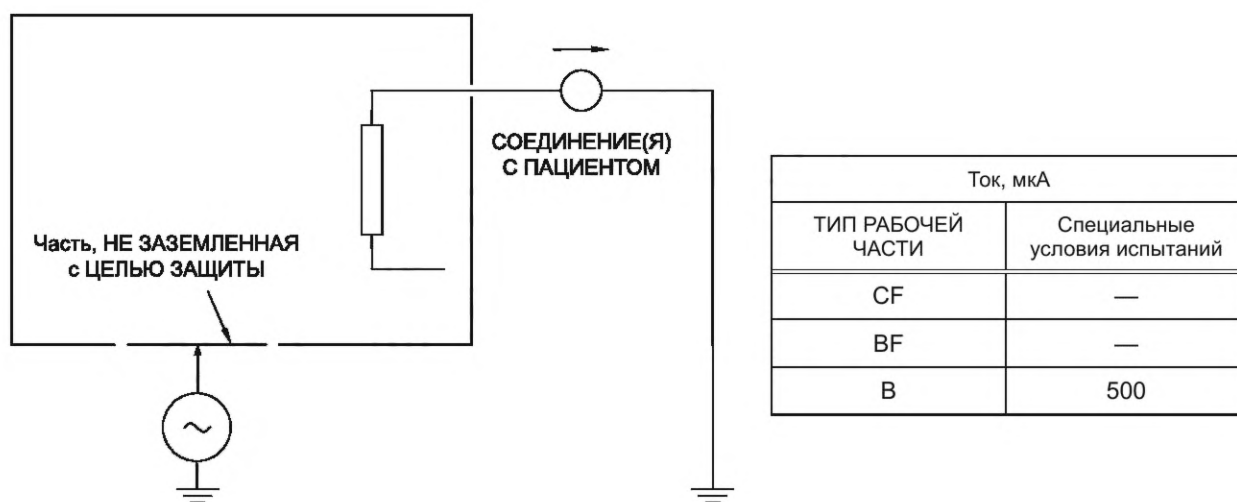 СОЕДИНЕНИЕ(Я)
С ПАЦИЕНТОМ
Часть, НЕ ЗАЗЕМЛЕННАЯ
с ЦЕЛЬЮ ЗАЩИТЫ
Ток, мкА
ТИП РАБОЧЕЙ
ЧАСТИ
Специальные
условия испытаний
CF
—
BF
—
B
500